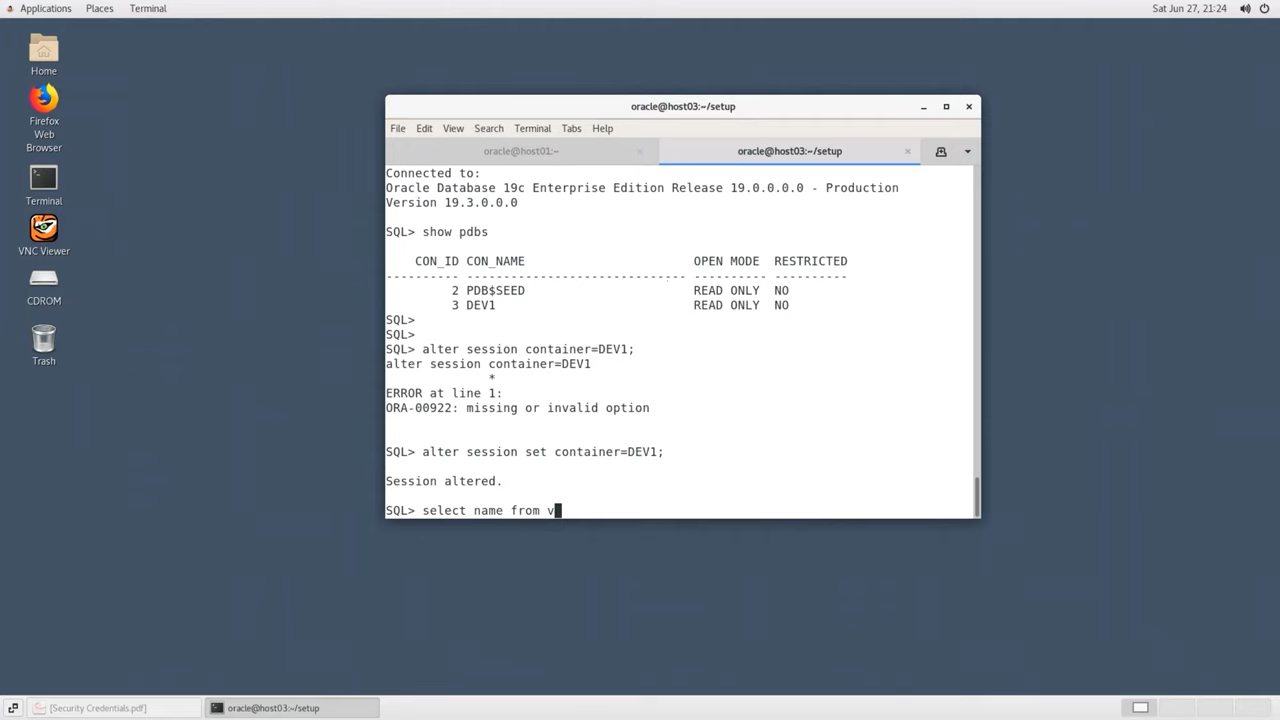 Applications Places Terminal Sat Jun 27, 21:24
Home
Firefox
Web
Browser
Terminal
VNC Viewer
CDROM
Trash
oracle@host03:~/setup
File Edit View Search Terminal Tabs Help
oracle@host01:~ oracle@host03:~/setup
Connected to:
Oracle Database 19c Enterprise Edition Release 19.0.0.0.0 - Production
Version 19.3.0.0.0
SQL> show pdbs
CON_ID CON_NAME OPEN MODE RESTRICTED
---------- ------------------------------ ---------- ----------
2 PDB$SEED READ ONLY NO
3 DEV1 READ ONLY NO
SQL>
SQL>
SQL> alter session container=DEV1;
alter session container=DEV1
*
ERROR at line 1:
ORA-00922: missing or invalid option
SQL> alter session set container=DEV1;
Session altered.
SQL> select name from v
[Security Credentials.pdf] oracle@host03:~/setup